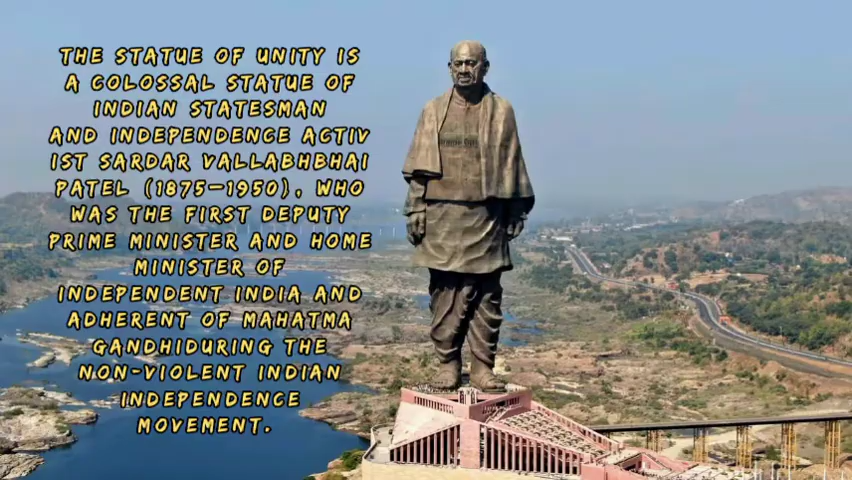 THE STATUE OF UNITY IS
A COLOSSAL STATUE OF
INDIAN STATESMAN
AND INDEPENDENCE ACTIV
IST SARDAR VALLABHBHAI
PATEL (1875–1950), WHO
WAS THE FIRST DEPUTY
PRIME MINISTER AND HOME
MINISTER OF
INDEPENDENT INDIA AND
ADHERENT OF MAHATMA
GANDHIDURING THE
NON-VIOLENT INDIAN
INDEPENDENCE
MOVEMENT.